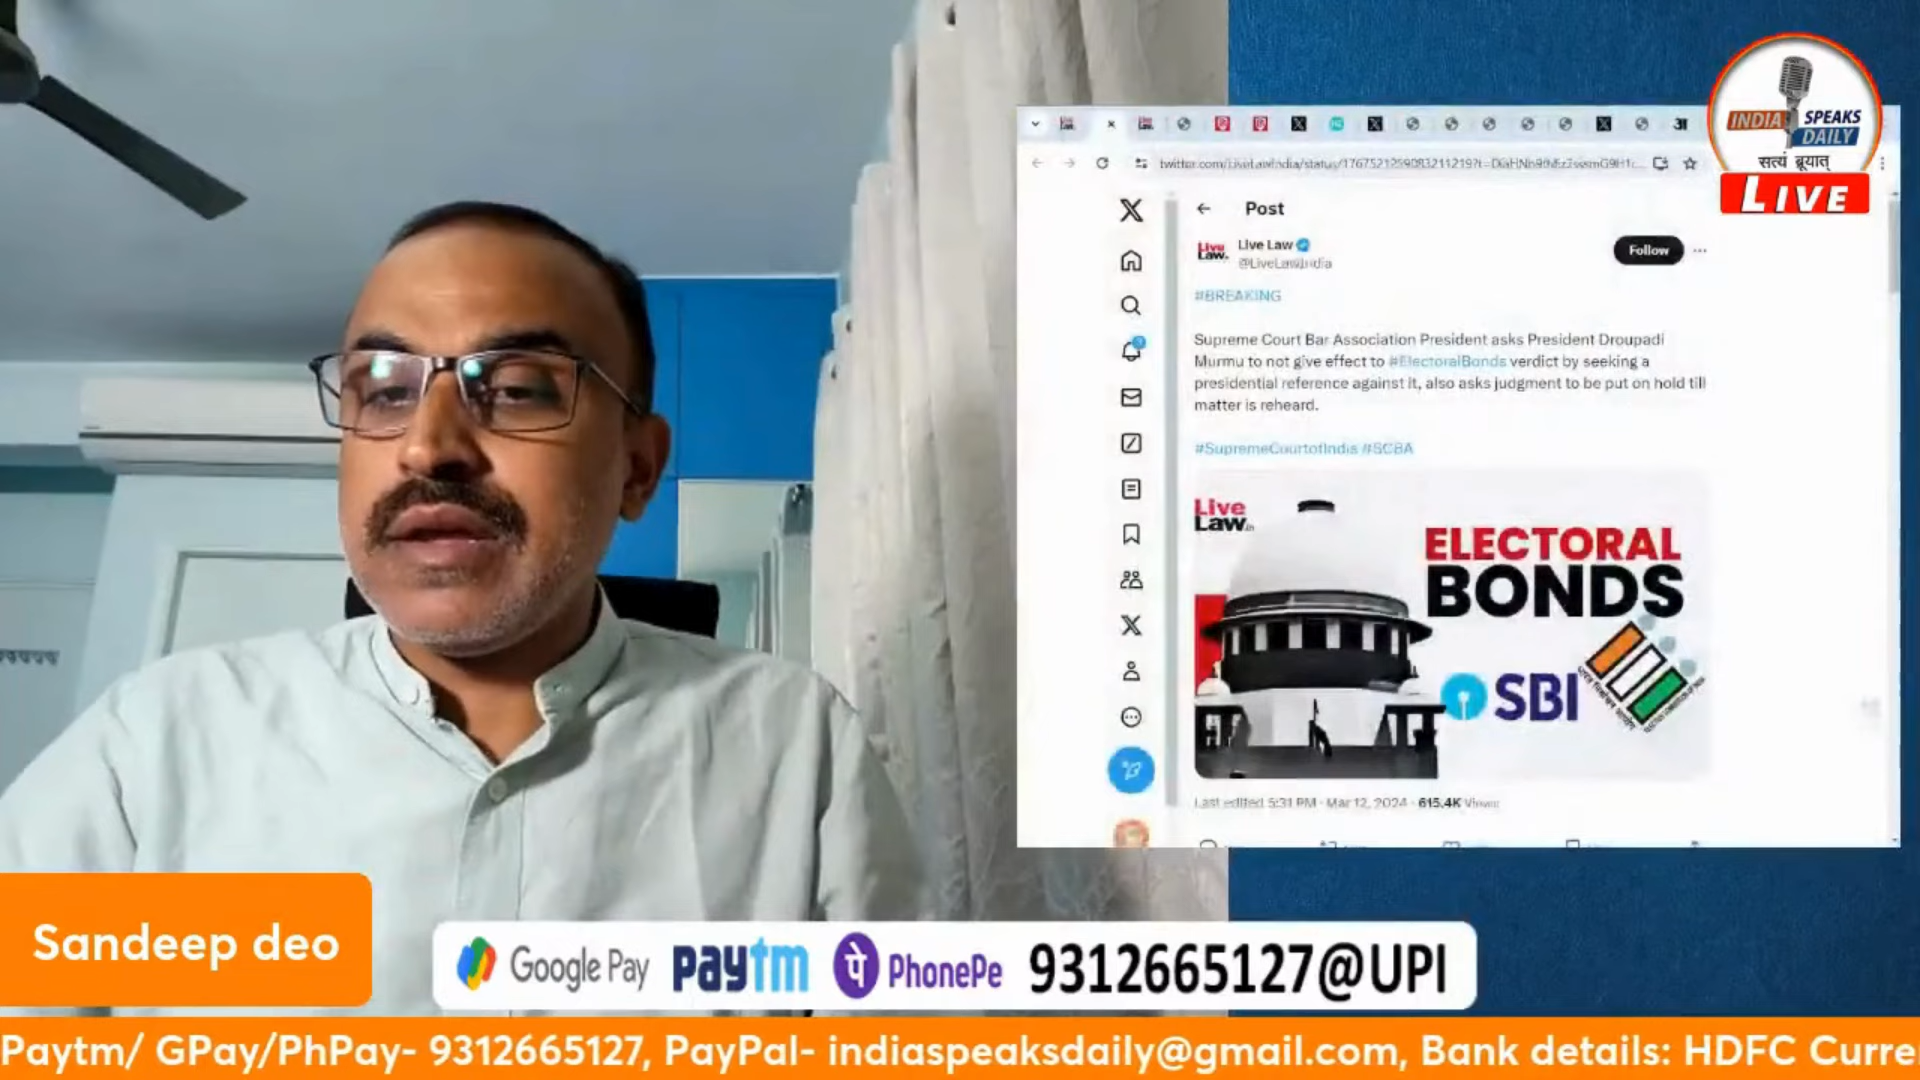 INDIA SPEAKS
DAILY
सत्यं ब्रूयात्
LIVE
Post
Live Law
@LiveLawIndia
Follow
#BREAKING
Supreme Court Bar Association President asks President Droupadi
Murmu to not give effect to #ElectoralBonds verdict by seeking a
presidential reference against it, also asks judgment to be put on hold till
matter is reheard.
#SupremeCourtofIndia #SCBA
Live
Law.in
ELECTORAL
BONDS
SBI
Last edited 5:31 PM · Mar 12, 2024 · 615.4K Views
Sandeep deo
Google Pay paytm पे PhonePe 9312665127@UPI
Paytm/ GPay/PhPay- 9312665127, PayPal- indiaspeaksdaily@gmail.com, Bank details: HDFC Curre